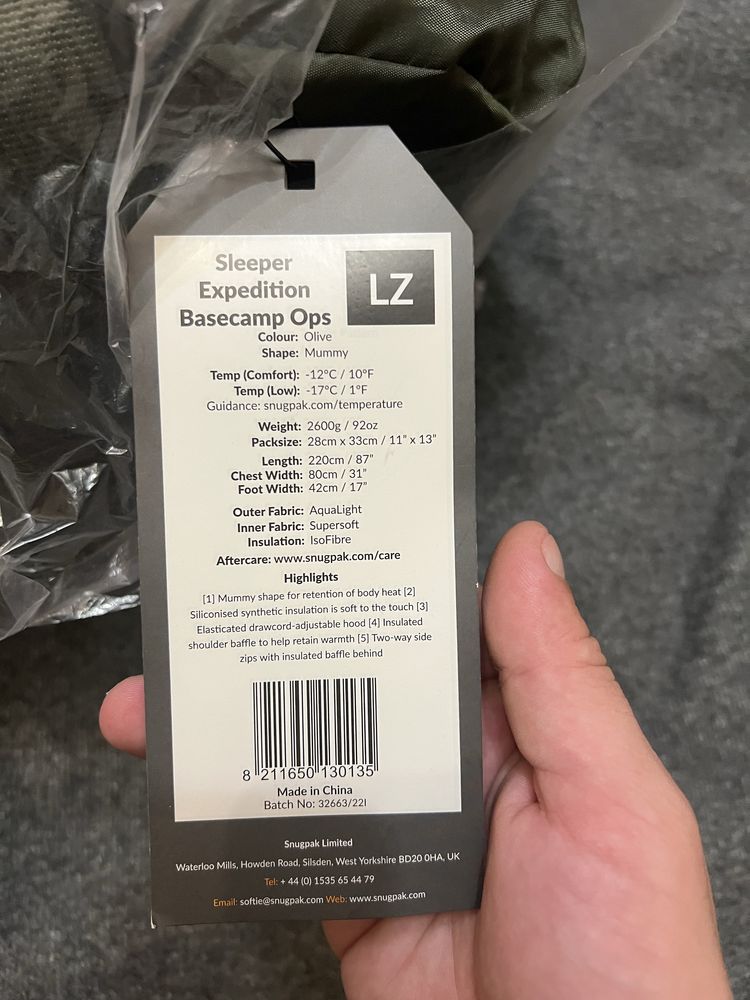 Sleeper
Expedition
Basecamp Ops
LZ
Colour: Olive
Shape: Mummy
Temp (Comfort): -12°C / 10°F
Temp (Low): -17°C / 1°F
Guidance: snugpak.com/temperature
Weight: 2600g / 92oz
Packsize: 28cm x 33cm / 11" x 13"
Length: 220cm / 87"
Chest Width: 80cm / 31"
Foot Width: 42cm / 17"
Outer Fabric: AquaLight
Inner Fabric: Supersoft
Insulation: IsoFibre
Aftercare: www.snugpak.com/care
Highlights
[1] Mummy shape for retention of body heat [2]
Siliconised synthetic insulation is soft to the touch [3]
Elasticated drawcord-adjustable hood [4] Insulated
shoulder baffle to help retain warmth [5] Two-way side
zips with insulated baffle behind
8 211650 130135
Made in China
Batch No: 32663/22I
Snugpak Limited
Waterloo Mills, Howden Road, Silsden, West Yorkshire BD20 0HA, UK
Tel: + 44 (0) 1535 65 44 79
Email: softie@snugpak.com Web: www.snugpak.com